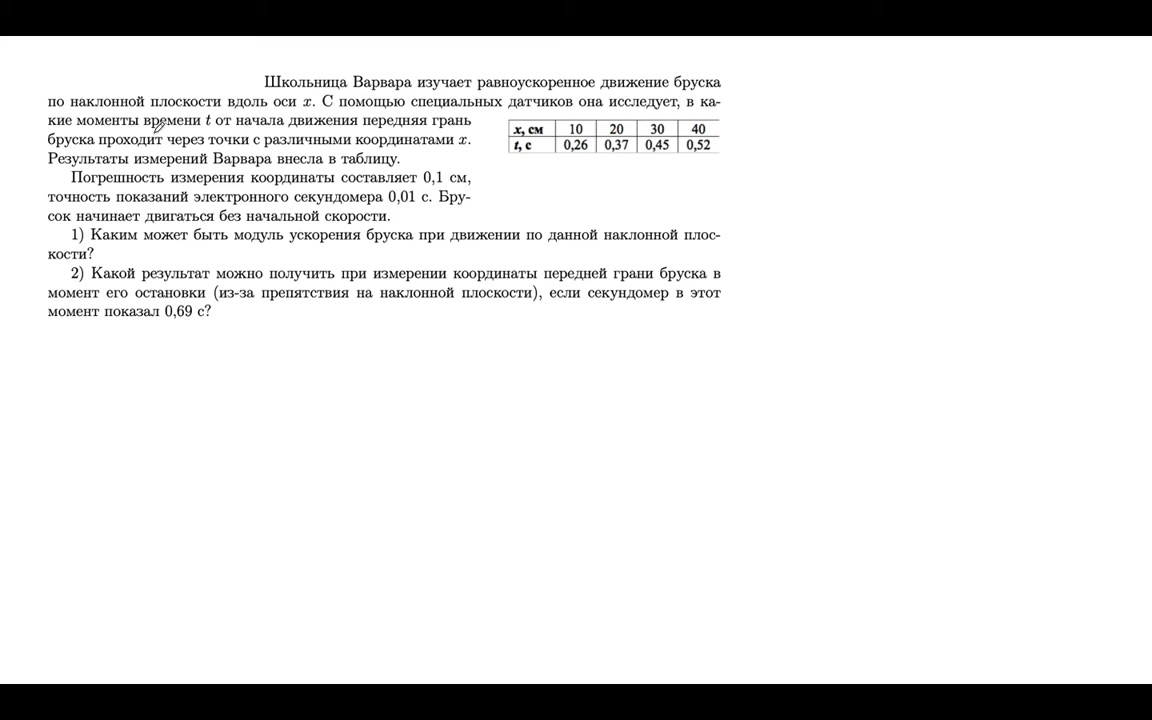 Школьница Варвара изучает равноускоренное движение бруска
по наклонной плоскости вдоль оси x. С помощью специальных датчиков она исследует, в ка-
кие моменты времени t от начала движения передняя грань
бруска проходит через точки с различными координатами x.
Результаты измерений Варвара внесла в таблицу.
x, см 10 20 30 40
t, с 0,26 0,37 0,45 0,52
Погрешность измерения координаты составляет 0,1 см,
точность показаний электронного секундомера 0,01 с. Бру-
сок начинает двигаться без начальной скорости.
1) Каким может быть модуль ускорения бруска при движении по данной наклонной плос-
кости?
2) Какой результат можно получить при измерении координаты передней грани бруска в
момент его остановки (из-за препятствия на наклонной плоскости), если секундомер в этот
момент показал 0,69 с?